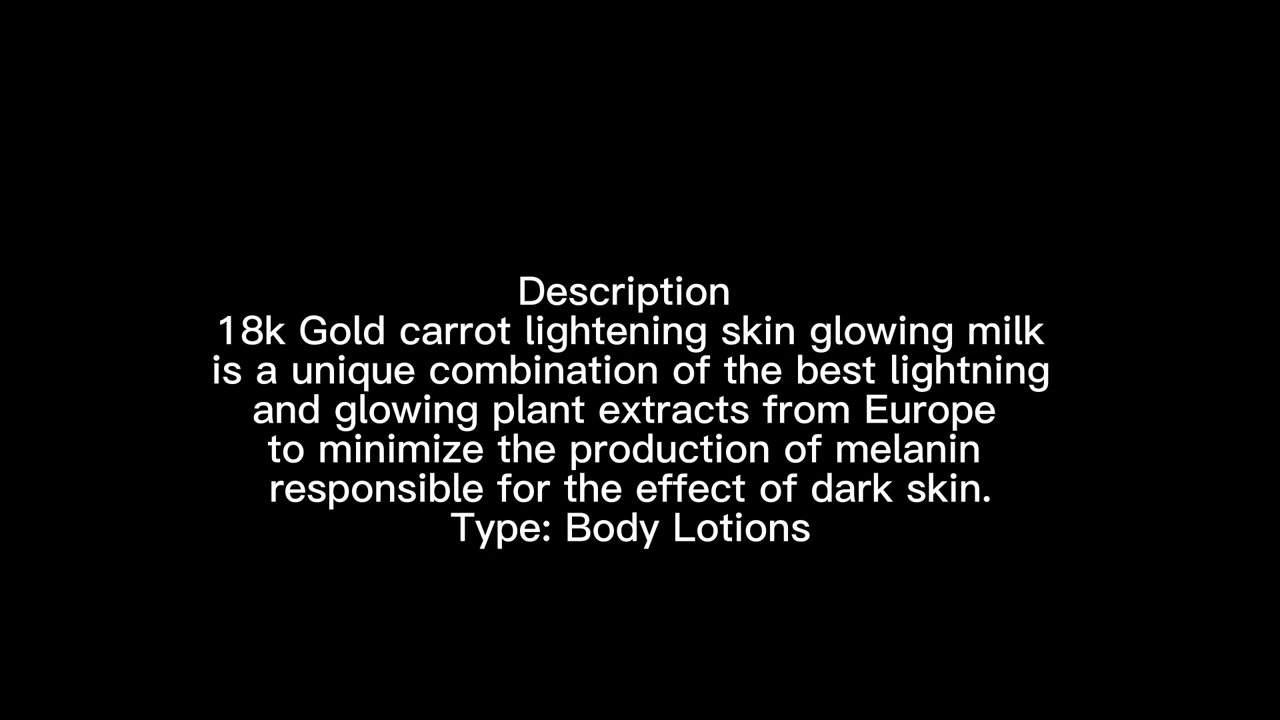 Description
18k Gold carrot lightening skin glowing milk
is a unique combination of the best lightning
and glowing plant extracts from Europe
to minimize the production of melanin
responsible for the effect of dark skin.
Type: Body Lotions